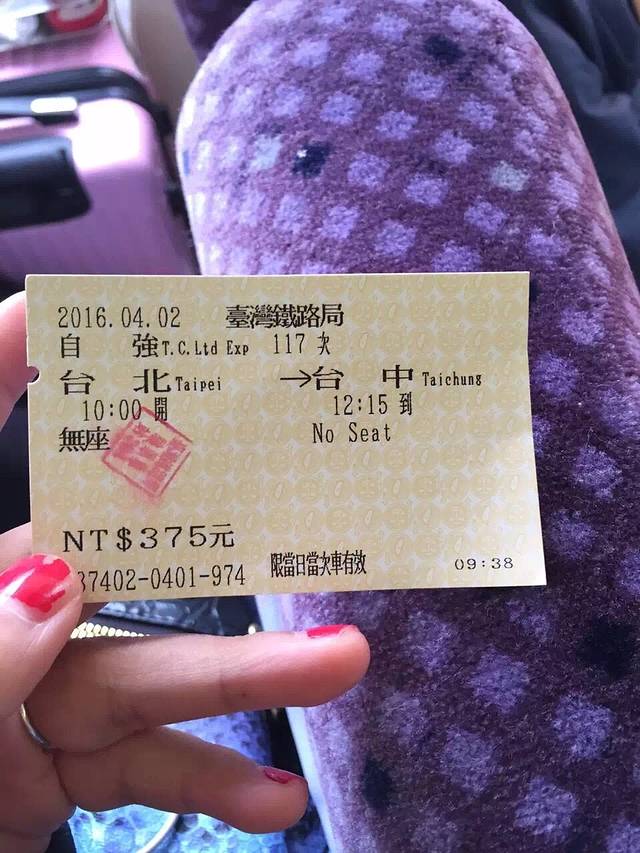 2016.04.02 臺灣鐵路局
自 強 T.C.Ltd Exp 117 次
台 北 Taipei →台 中 Taichung
10:00 開 12:15 到
無座 No Seat
NT$375元
37402-0401-974 限當日當次車有效 09:38